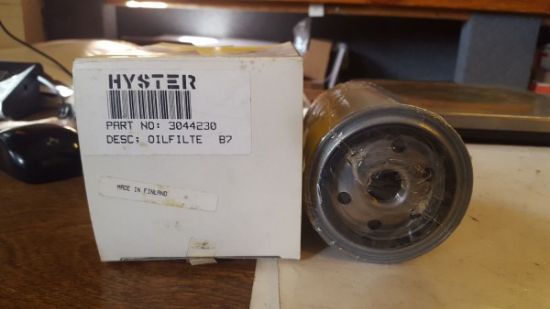 HYSTER
PART NO: 3044230
DESC: OILFILTE B7
MADE IN FINLAND